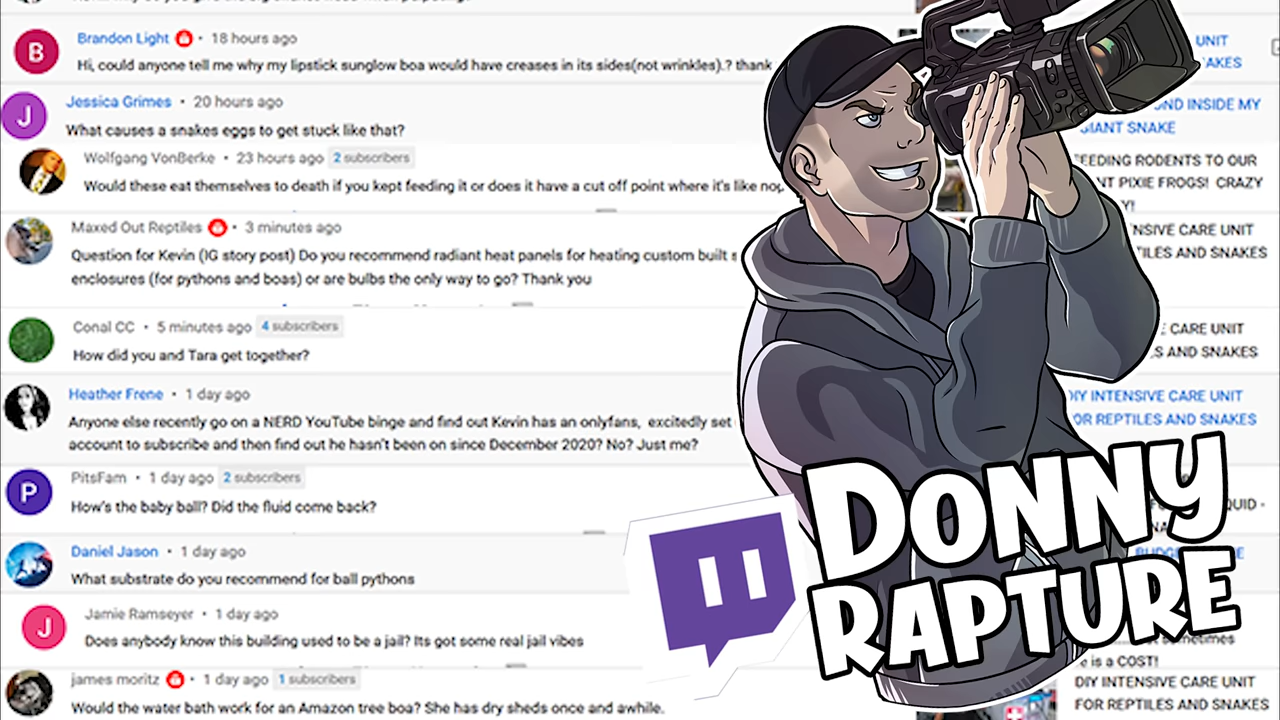 Brandon Light • 18 hours ago
Hi, could anyone tell me why my lipstick sunglow boa would have creases in its sides(not wrinkles).? thank
Jessica Grimes • 20 hours ago
What causes a snakes eggs to get stuck like that?
Wolfgang VonBerke • 23 hours ago 2 subscribers
Would these eat themselves to death if you kept feeding it or does it have a cut off point where it's like
Maxed Out Reptiles • 3 minutes ago
Question for Kevin (IG story post) Do you recommend radiant heat panels for heating custom built s
enclosures (for pythons and boas) or are bulbs the only way to go? Thank you
Conal CC • 5 minutes ago 4 subscribers
How did you and Tara get together?
Heather Frene • 1 day ago
Anyone else recently go on a NERD YouTube binge and find out Kevin has an onlyfans, excitedly set
account to subscribe and then find out he hasn't been on since December 2020? No? Just me?
PitsFam • 1 day ago 2 subscribers
How's the baby ball? Did the fluid come back?
Daniel Jason • 1 day ago
What substrate do you recommend for ball pythons
Jamie Ramseyer • 1 day ago
Does anybody know this building used to be a jail? Its got some real jail vibes
james moritz • 1 day ago 1 subscribers
Would the water bath work for an Amazon tree boa? She has dry sheds once and awhile.
B
J
P
J
UNIT
AKES
OND INSIDE MY
GIANT SNAKE
FEEDING RODENTS TO OUR
NT PIXIE FROGS! CRAZY
Y!
NSIVE CARE UNIT
TILES AND SNAKES
CARE UNIT
S AND SNAKES
DIY INTENSIVE CARE UNIT
FOR REPTILES AND SNAKES
QUID -
DONNY
RAPTURE
sometimes
e is a COST!
DIY INTENSIVE CARE UNIT
FOR REPTILES AND SNAKES